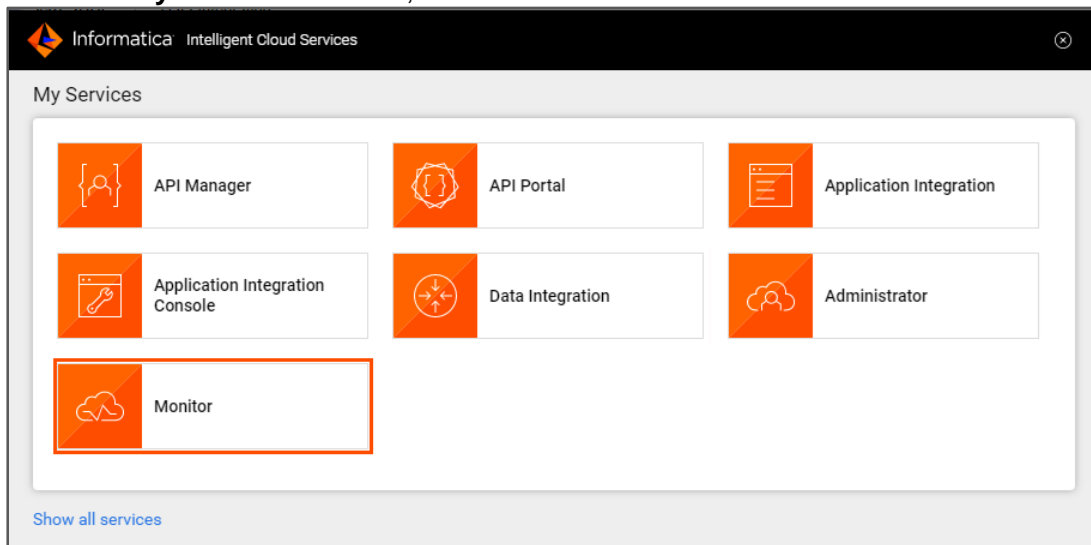 Informatica Intelligent Cloud Services
My Services
API Manager
API Portal
Application Integration
Application Integration
Console
Data Integration
Administrator
Monitor
Show all services